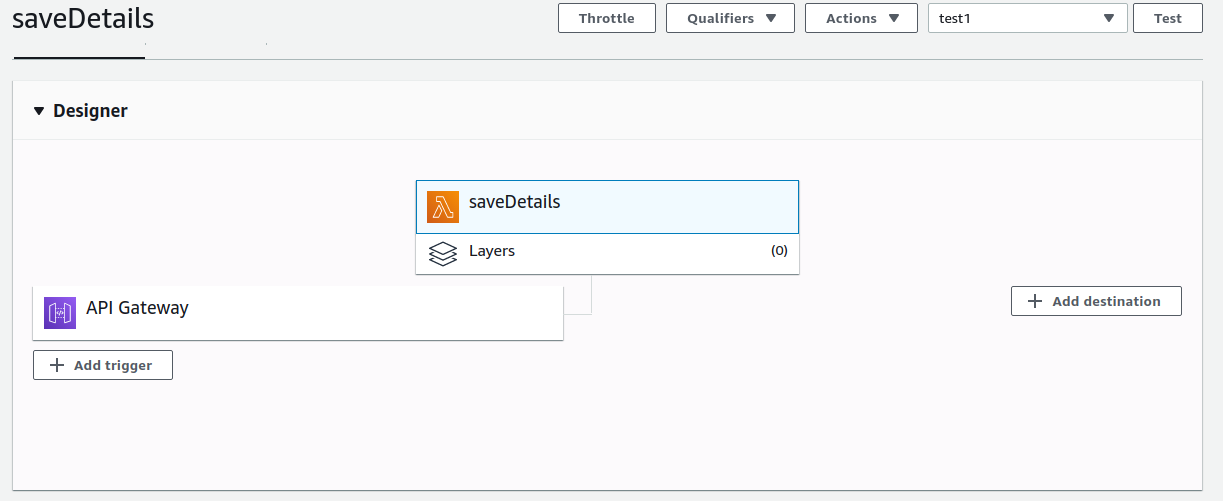 saveDetails
Throttle
Qualifiers
Actions
test1
Test
Designer
saveDetails
Layers (0)
API Gateway
Add destination
Add trigger